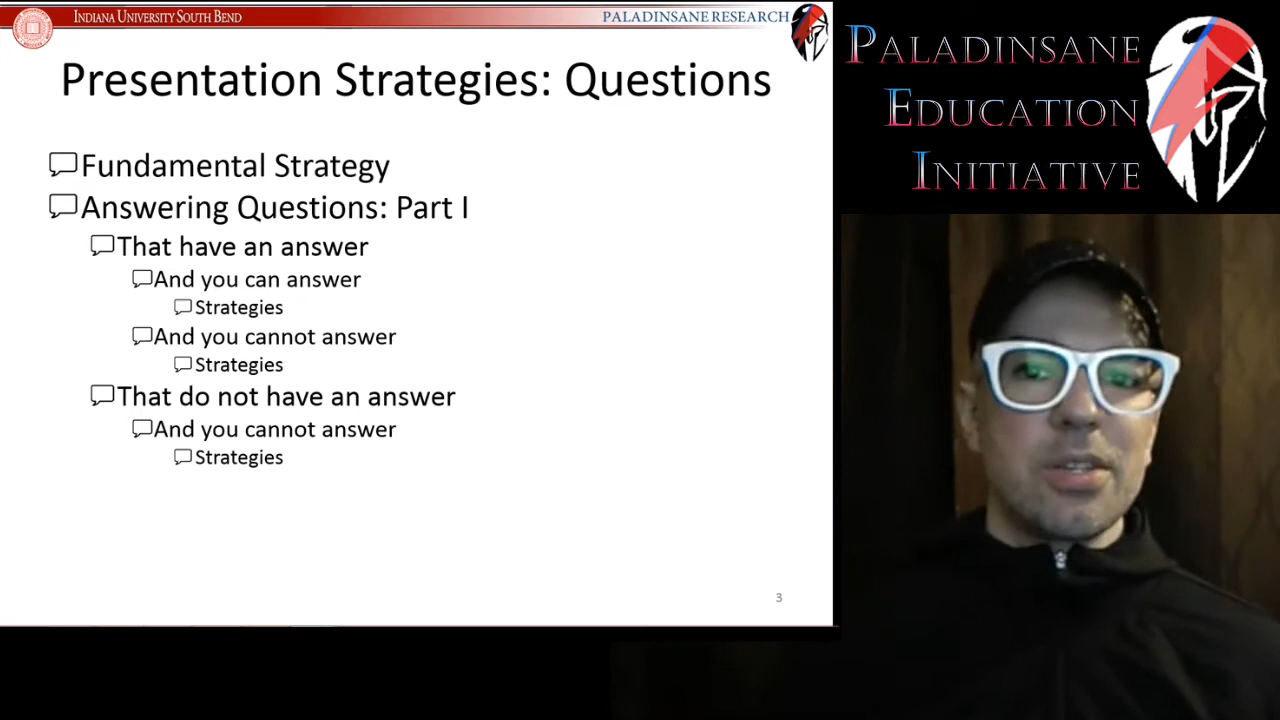 INDIANA UNIVERSITY SOUTH BEND
PALADINSANE RESEARCH
Presentation Strategies: Questions
Fundamental Strategy
Answering Questions: Part I
That have an answer
And you can answer
Strategies
And you cannot answer
Strategies
That do not have an answer
And you cannot answer
Strategies
3
PALADINSANE
EDUCATION
INITIATIVE